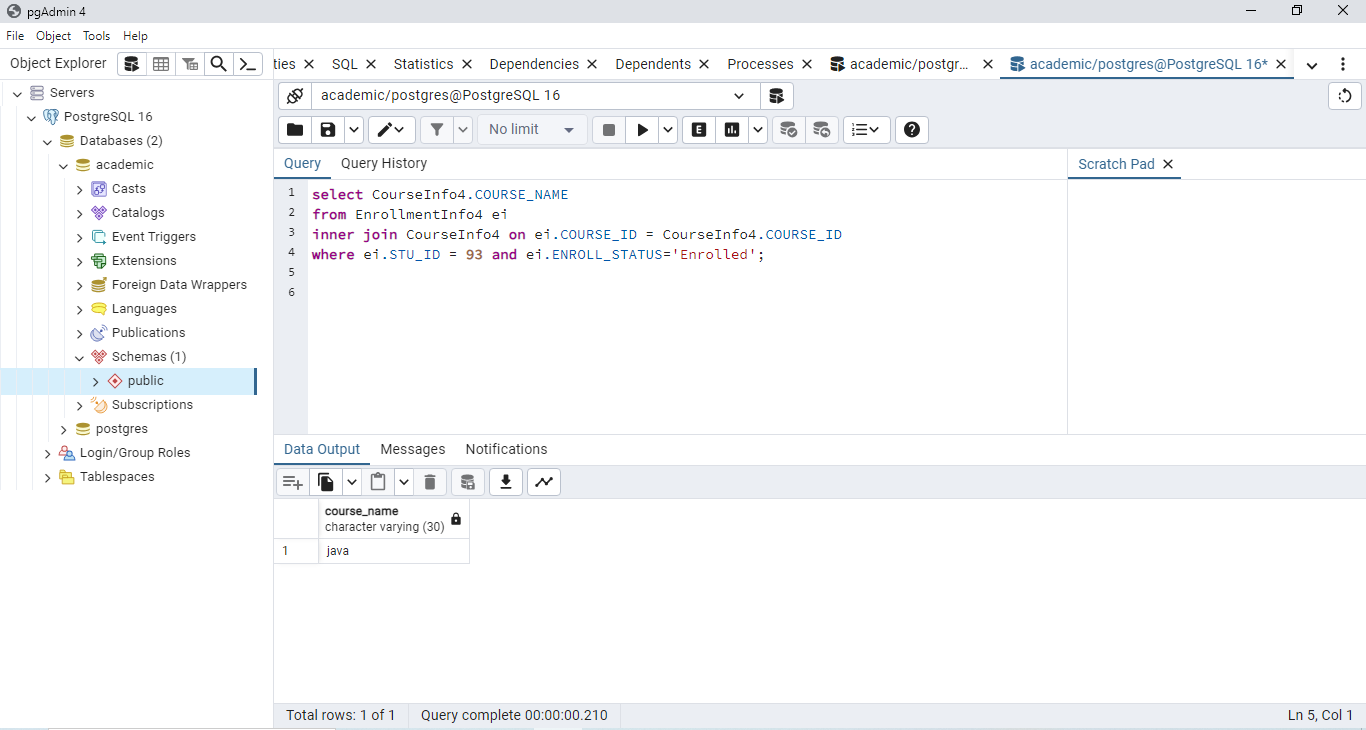 pgAdmin 4
File Object Tools Help
Object Explorer
ties SQL Statistics Dependencies Dependents Processes academic/postgr... academic/postgres@PostgreSQL 16*
Servers
PostgreSQL 16
Databases (2)
academic
Casts
Catalogs
Event Triggers
Extensions
Foreign Data Wrappers
Languages
Publications
Schemas (1)
public
Subscriptions
postgres
Login/Group Roles
Tablespaces
academic/postgres@PostgreSQL 16
No limit
E
Query Query History
Scratch Pad
1 select CourseInfo4.COURSE_NAME
2 from EnrollmentInfo4 ei
3 inner join CourseInfo4 on ei.COURSE_ID = CourseInfo4.COURSE_ID
4 where ei.STU_ID = 93 and ei.ENROLL_STATUS='Enrolled';
5
6
Data Output Messages Notifications
course_name
character varying (30)
1 java
Total rows: 1 of 1 Query complete 00:00:00.210 Ln 5, Col 1